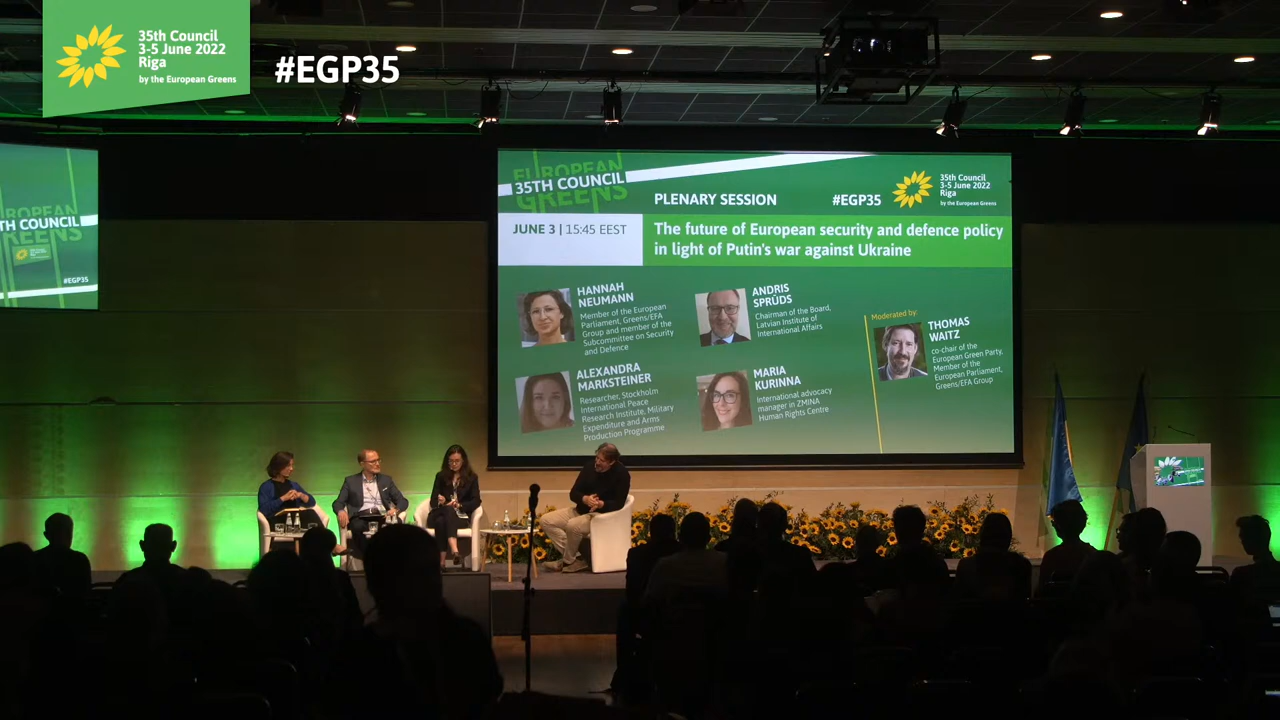 35th Council
3-5 June 2022
Riga
by the European Greens
#EGP35
TH COUNCIL
#EGP35
EUROPEAN
35TH COUNCIL
GREENS
PLENARY SESSION
#EGP35
35th Council
3-5 June 2022
Riga
by the European Greens
JUNE 3 | 15:45 EEST
The future of European security and defence policy
in light of Putin's war against Ukraine
HANNAH
NEUMANN
Member of the European
Parliament, Greens/EFA
Group and member of the
Subcommittee on Security
and Defence
ANDRIS
SPRŪDS
Chairman of the Board,
Latvian Institute of
International Affairs
Moderated by:
THOMAS
WAITZ
co-chair of the
European Green Party,
Member of the
European Parliament,
Greens/EFA Group
ALEXANDRA
MARKSTEINER
Researcher, Stockholm
International Peace
Research Institute, Military
Expenditure and Arms
Production Programme
MARIA
KURINNA
International advocacy
manager in ZMINA
Human Rights Centre